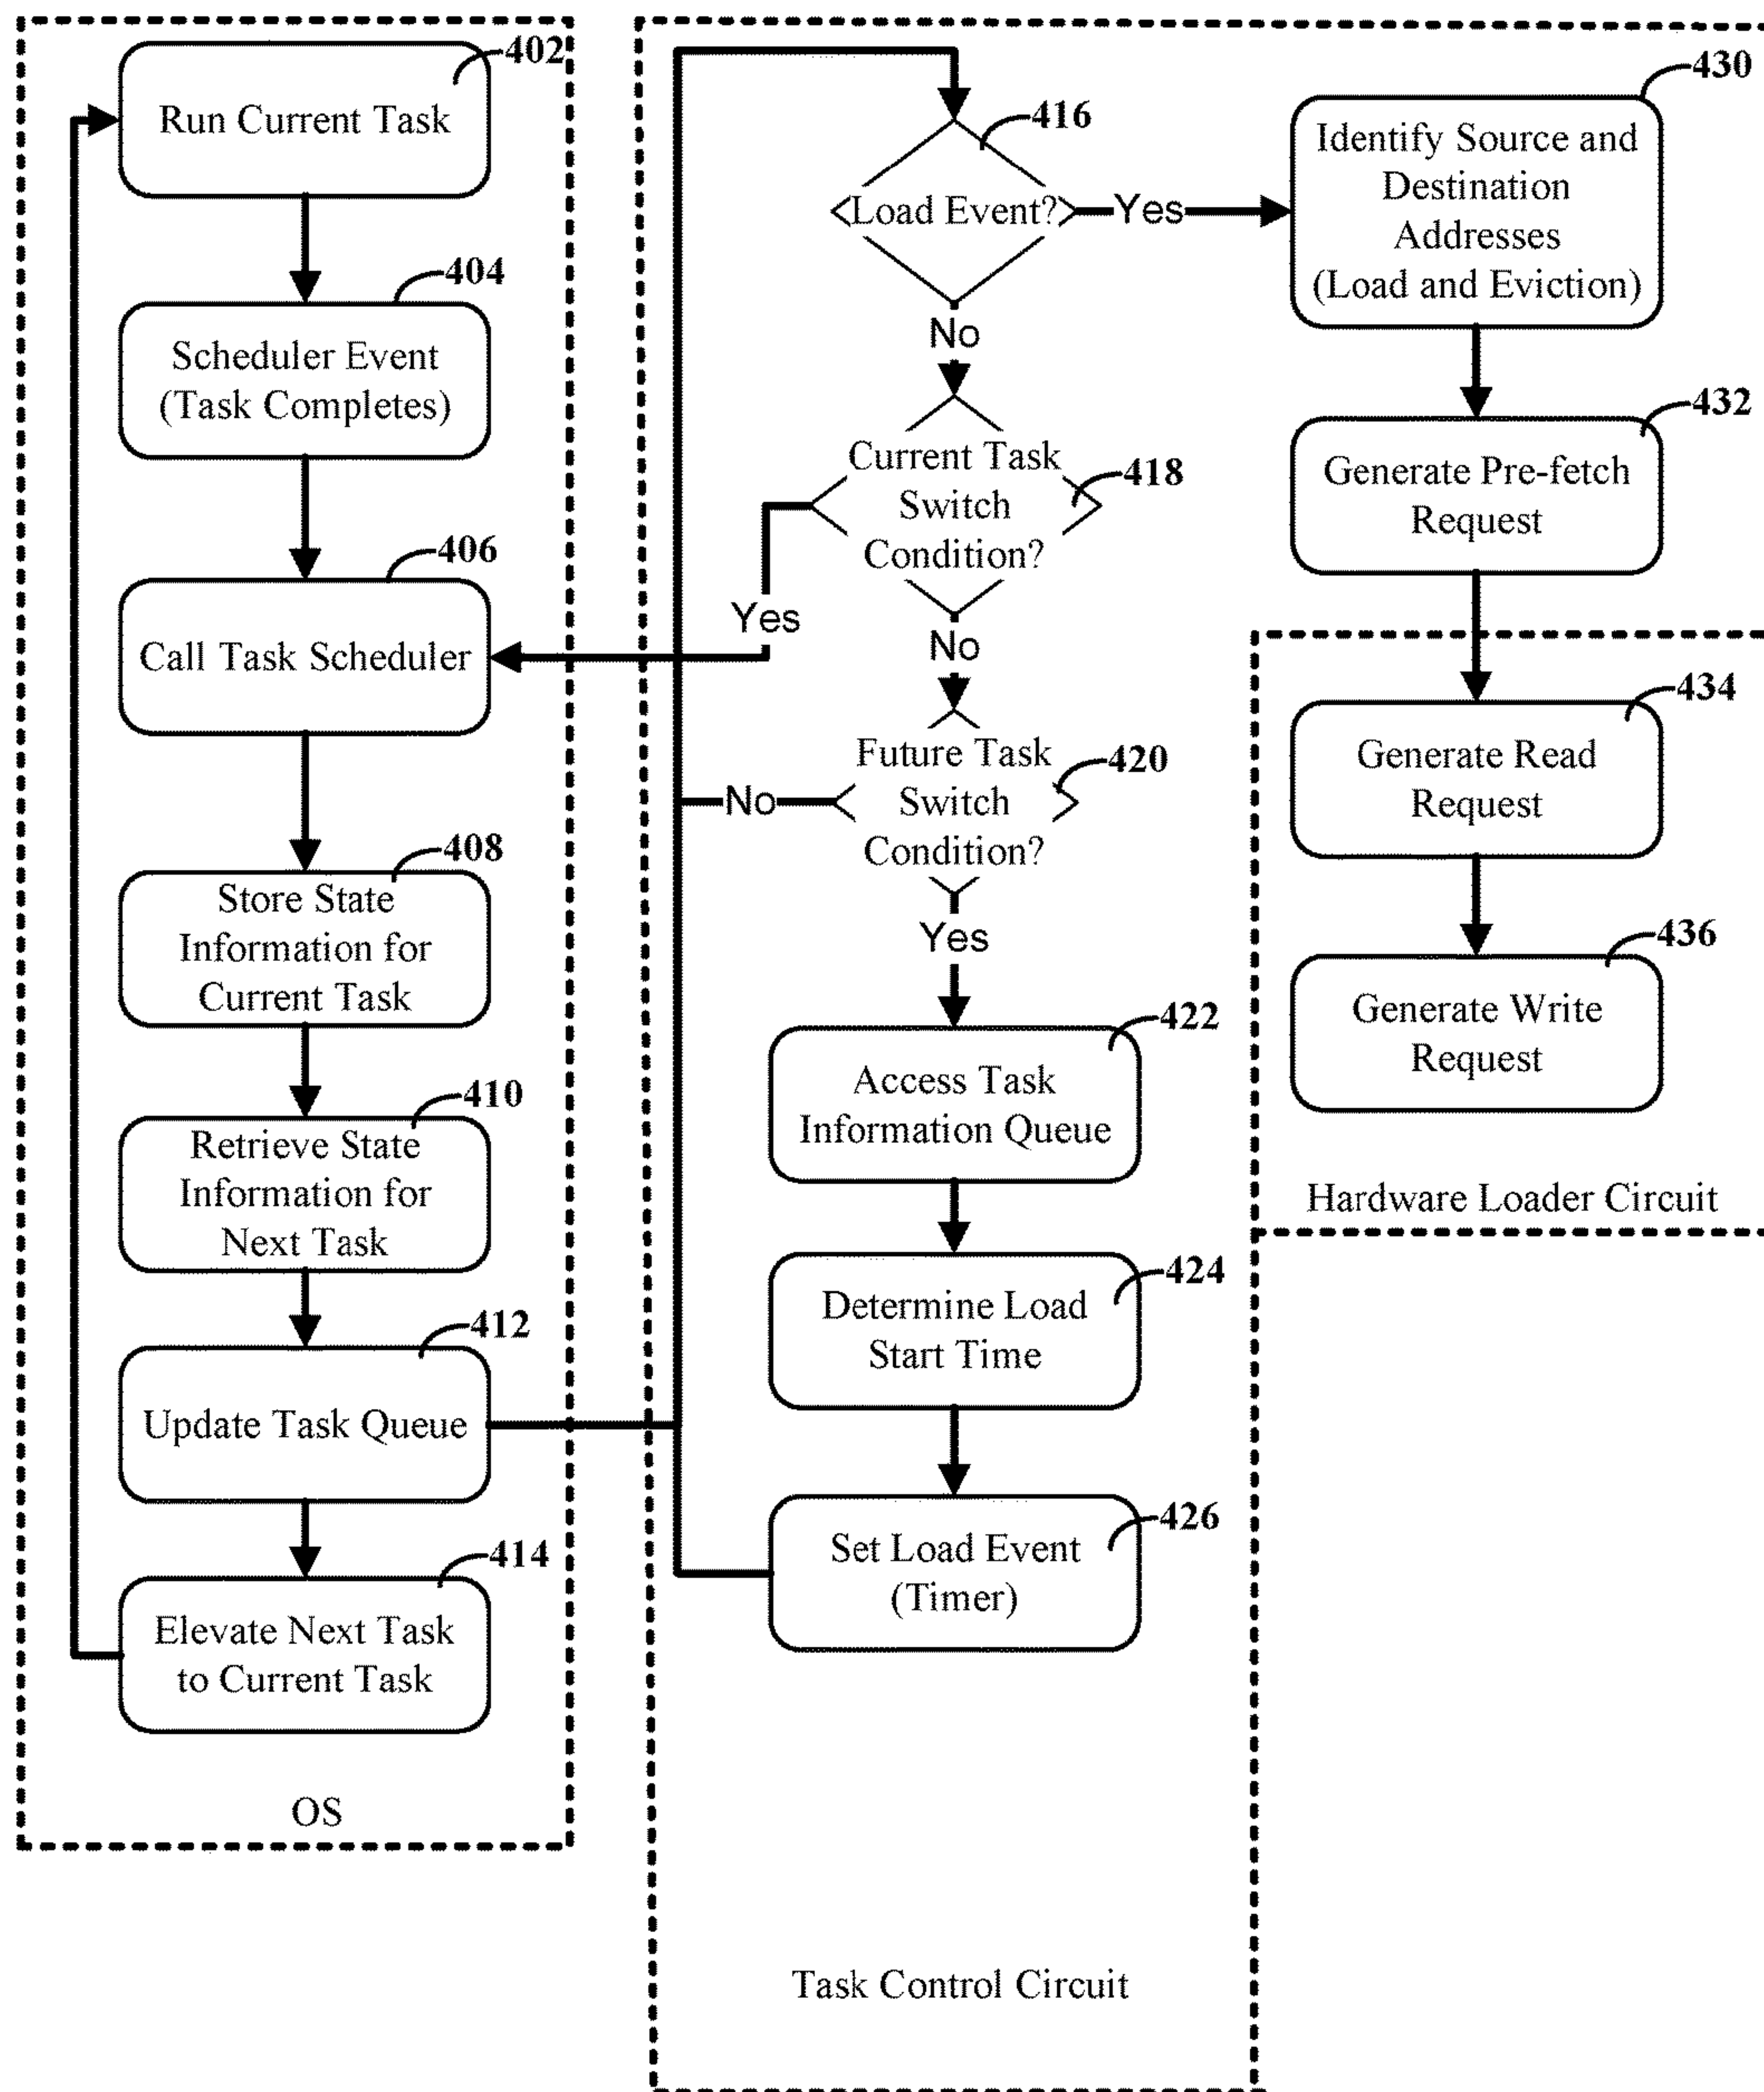 402
Run Current Task
404
Scheduler Event
(Task Completes)
406
Call Task Scheduler
408
Store State
Information for
Current Task
410
Retrieve State
Information for
Next Task
412
Update Task Queue
414
Elevate Next Task
to Current Task
OS
416
Load Event?
Yes
No
418
Current Task
Switch
Condition?
Yes
No
420
Future Task
Switch
Condition?
No
Yes
422
Access Task
Information Queue
424
Determine Load
Start Time
426
Set Load Event
(Timer)
Task Control Circuit
430
Identify Source and
Destination
Addresses
(Load and Eviction)
432
Generate Pre-fetch
Request
434
Generate Read
Request
436
Generate Write
Request
Hardware Loader Circuit